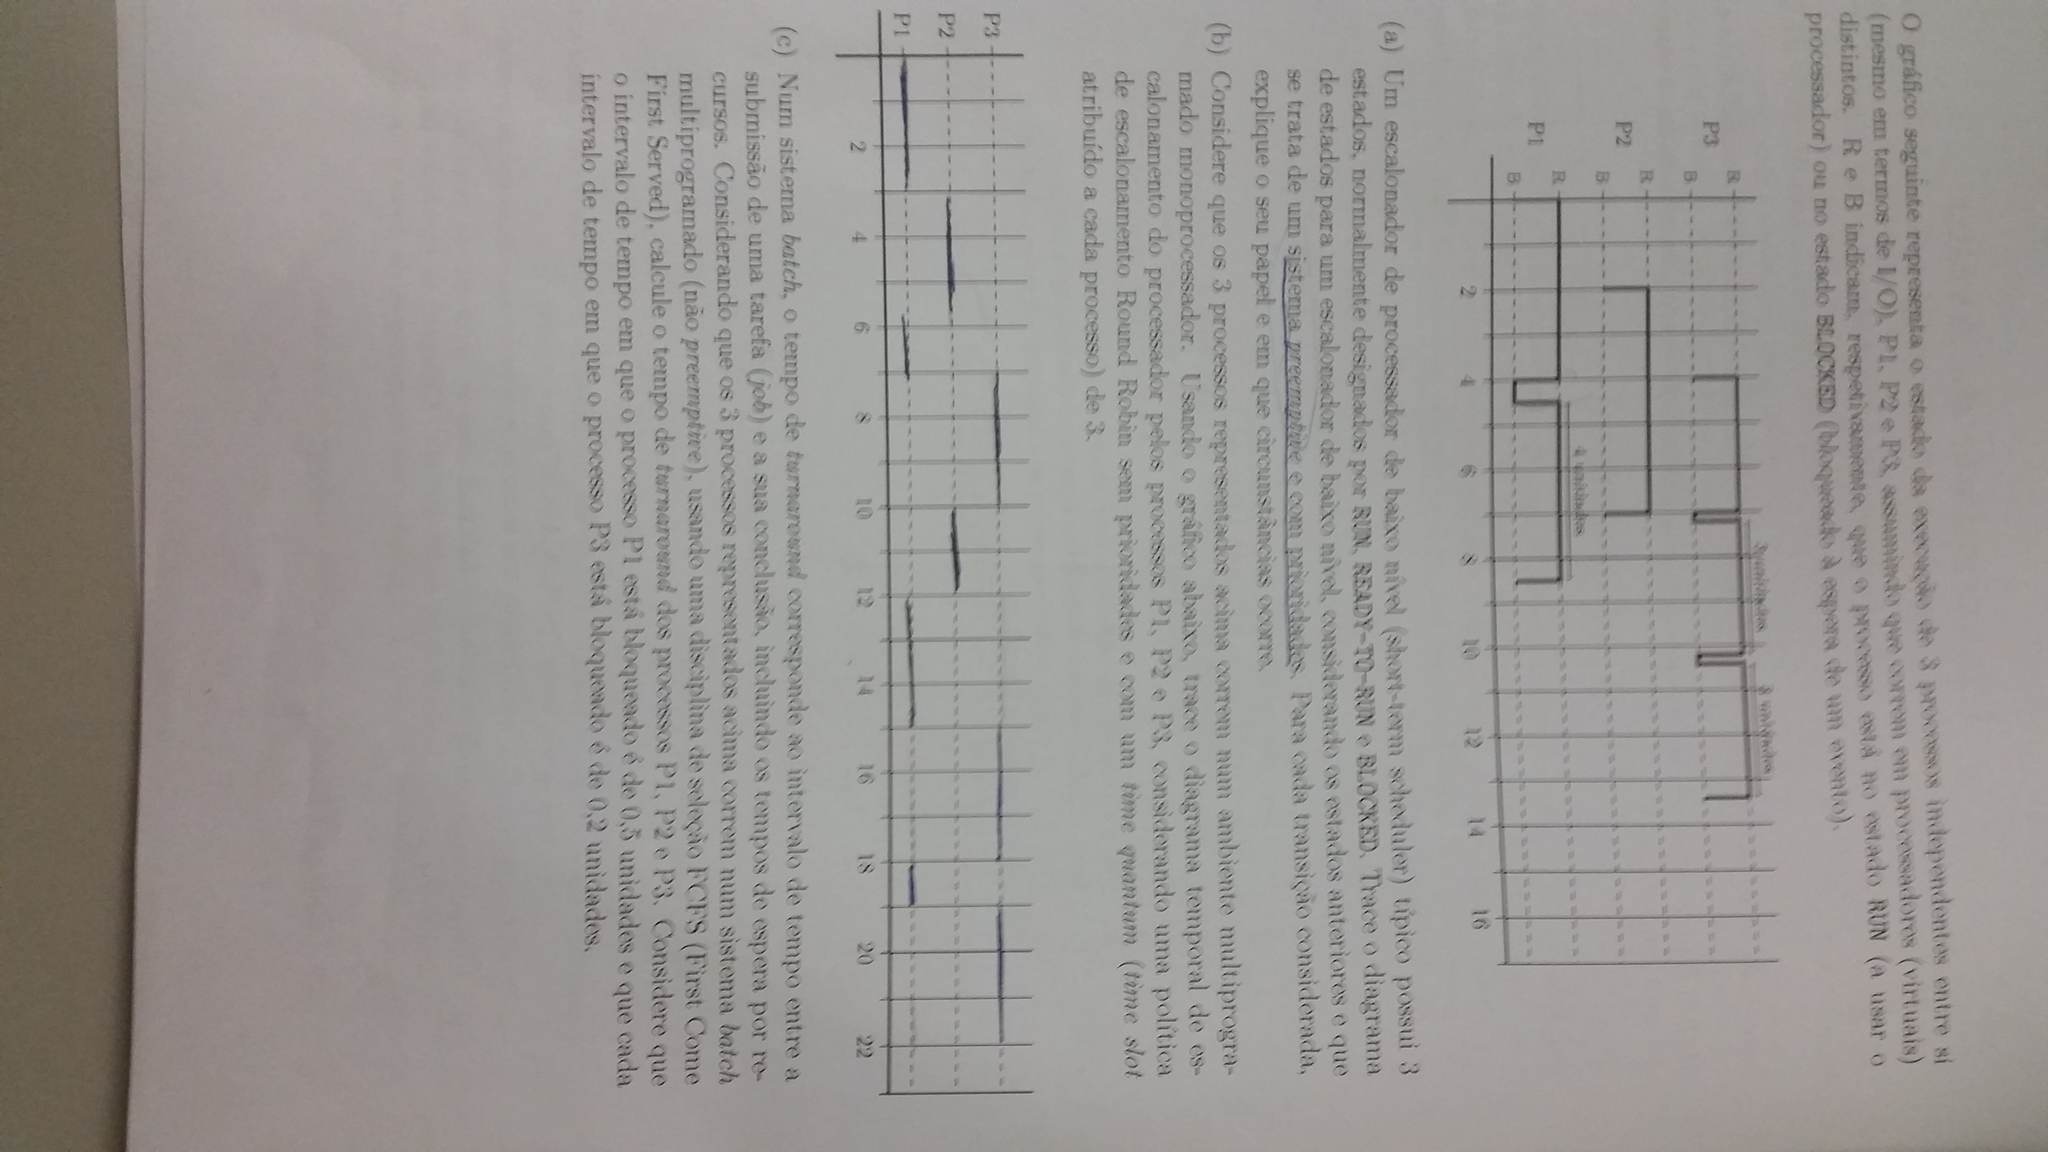 O gráfico seguinte representa o estado da execução de 3 processos independentes entre si
(mesmo em termos de I/O), P1, P2 e P3, assumindo que correm em processadores (virtuais)
distintos. R e B indicam, respetivamente, que o processo está no estado RUN (a usar o
processador) ou no estado BLOCKED (bloqueado à espera de um evento).
3 unidades 3 unidades
R
P3
B
R
P2
B
4 unidades
R
P1
B
2 4 6 8 10 12 14 16
(a) Um escalonador de processador de baixo nível (short-term scheduler) típico possui 3
estados, normalmente designados por RUN, READY-TO-RUN e BLOCKED. Trace o diagrama
de estados para um escalonador de baixo nível, considerando os estados anteriores e que
se trata de um sistema preemptive e com prioridades. Para cada transição considerada,
explique o seu papel e em que circunstâncias ocorre.
(b) Considere que os 3 processos representados acima correm num ambiente multiprogra-
mado monoprocessador. Usando o gráfico abaixo, trace o diagrama temporal de es-
calonamento do processador pelos processos P1, P2 e P3, considerando uma política
de escalonamento Round Robin sem prioridades e com um time quantum (time slot
atribuído a cada processo) de 3.
P3
P2
P1
2 4 6 8 10 12 14 16 18 20 22
(c) Num sistema batch, o tempo de turnaround corresponde ao intervalo de tempo entre a
submissão de uma tarefa (job) e a sua conclusão, incluindo os tempos de espera por re-
cursos. Considerando que os 3 processos representados acima correm num sistema batch
multiprogramado (não preemptive), usando uma disciplina de seleção FCFS (First Come
First Served), calcule o tempo de turnaround dos processos P1, P2 e P3. Considere que
o intervalo de tempo em que o processo P1 está bloqueado é de 0,5 unidades e que cada
intervalo de tempo em que o processo P3 está bloqueado é de 0,2 unidades.